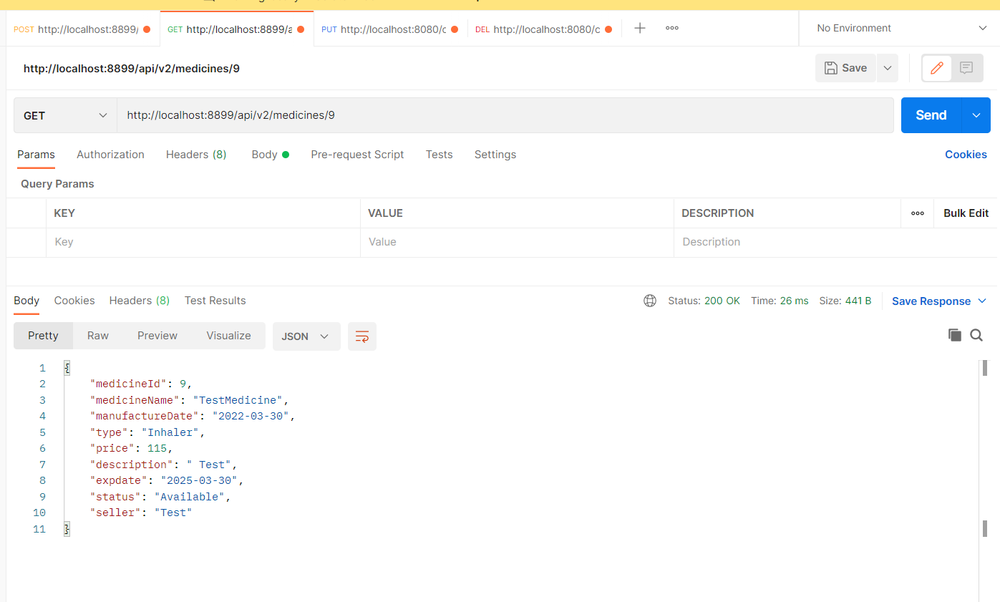 POST http://localhost:8899/ GET http://localhost:8899/a PUT http://localhost:8080/c DEL http://localhost:8080/c No Environment
http://localhost:8899/api/v2/medicines/9 Save
GET http://localhost:8899/api/v2/medicines/9 Send
Params Authorization Headers (8) Body Pre-request Script Tests Settings Cookies
Query Params
KEY VALUE DESCRIPTION Bulk Edit
Key Value Description
Body Cookies Headers (8) Test Results Status: 200 OK Time: 26 ms Size: 441 B Save Response
Pretty Raw Preview Visualize JSON
1 {
2 "medicineId": 9,
3 "medicineName": "TestMedicine",
4 "manufactureDate": "2022-03-30",
5 "type": "Inhaler",
6 "price": 115,
7 "description": " Test",
8 "expdate": "2025-03-30",
9 "status": "Available",
10 "seller": "Test"
11 }